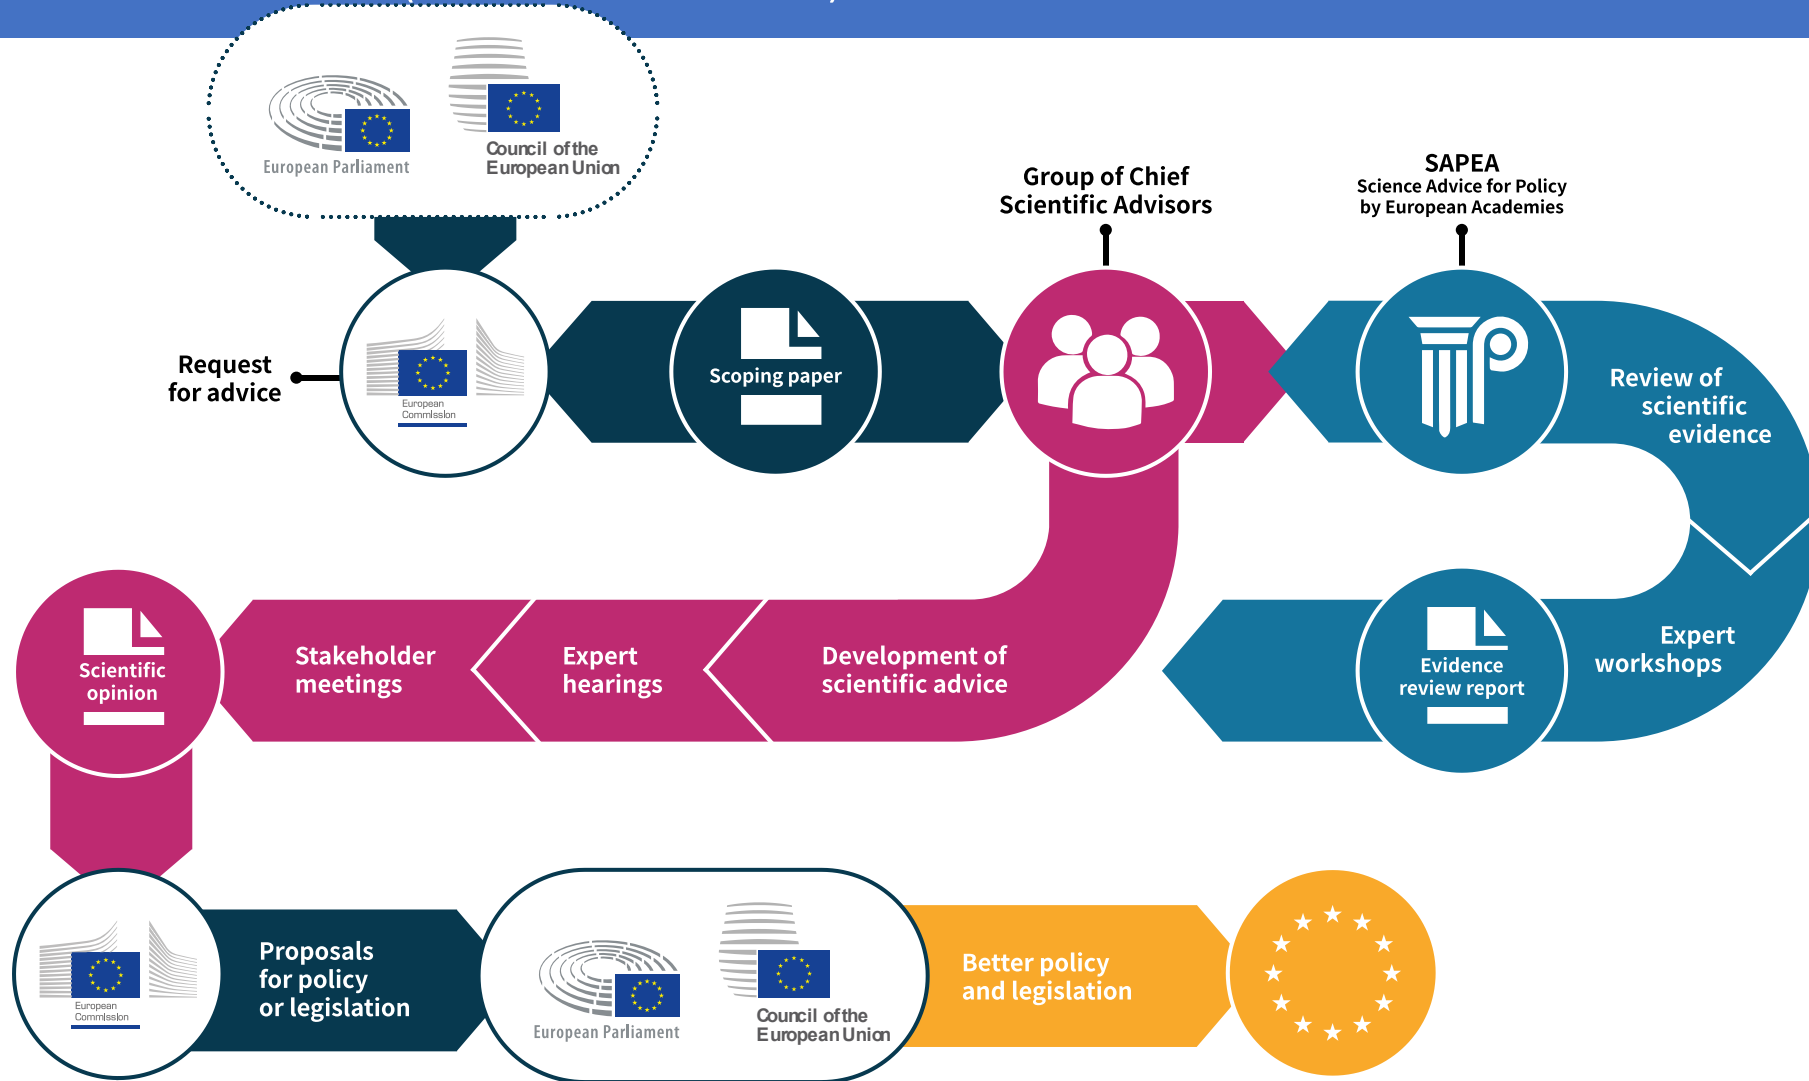 European Parliament
Council of the
European Union
Group of Chief
Scientific Advisors
SAPEA
Science Advice for Policy
by European Academies
Request
for advice
European
Commission
Scoping paper
Review of
scientific
evidence
Scientific
opinion
Stakeholder
meetings
Expert
hearings
Development of
scientific advice
Evidence
review report
Expert
workshops
European
Commission
Proposals
for policy
or legislation
European Parliament
Council of the
European Union
Better policy
and legislation